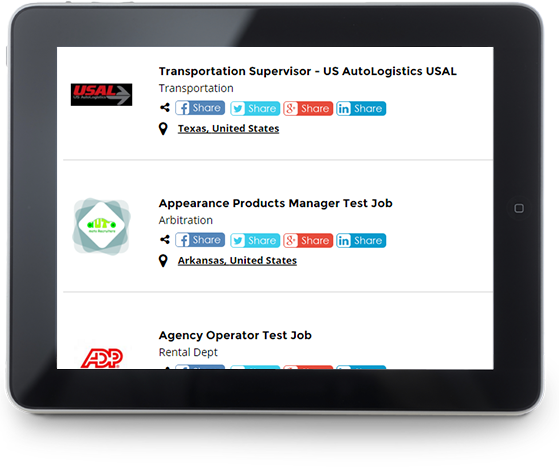 Transportation Supervisor - US AutoLogistics USAL
USAL
Transportation
Share Share Share Share
Texas, United States
Appearance Products Manager Test Job
Arbitration
Share Share Share Share
Arkansas, United States
Agency Operator Test Job
ADP
Rental Dept